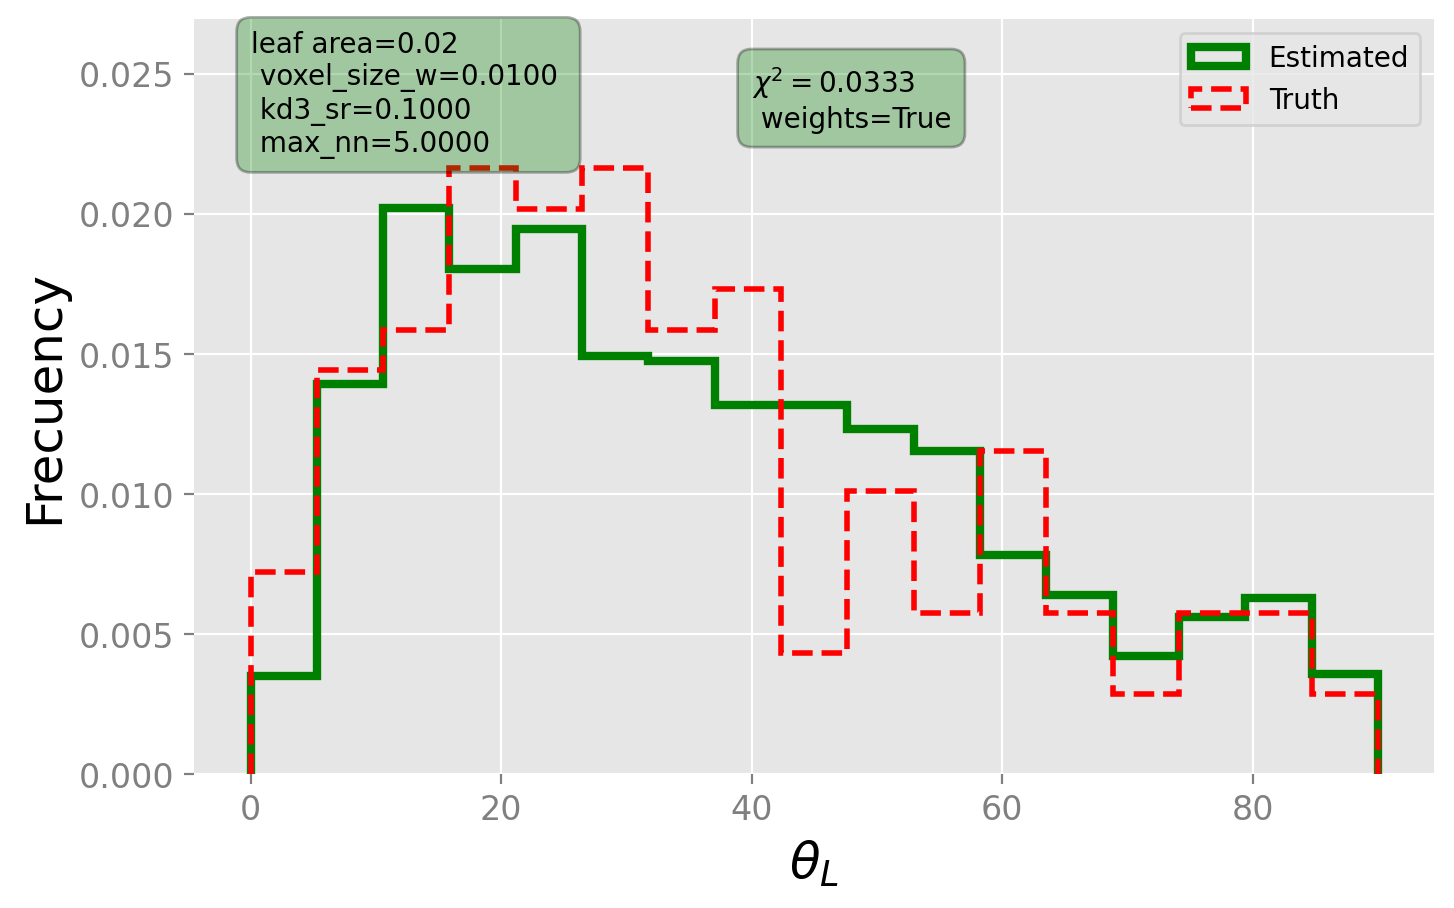 leaf area=0.02
voxel_size_w=0.0100
kd3_sr=0.1000
max_nn=5.0000
χ² = 0.0333
weights=True
Estimated
Truth
Frecuency
0.025
0.020
0.015
0.010
0.005
0.000
0 20 40 60 80
θ_L